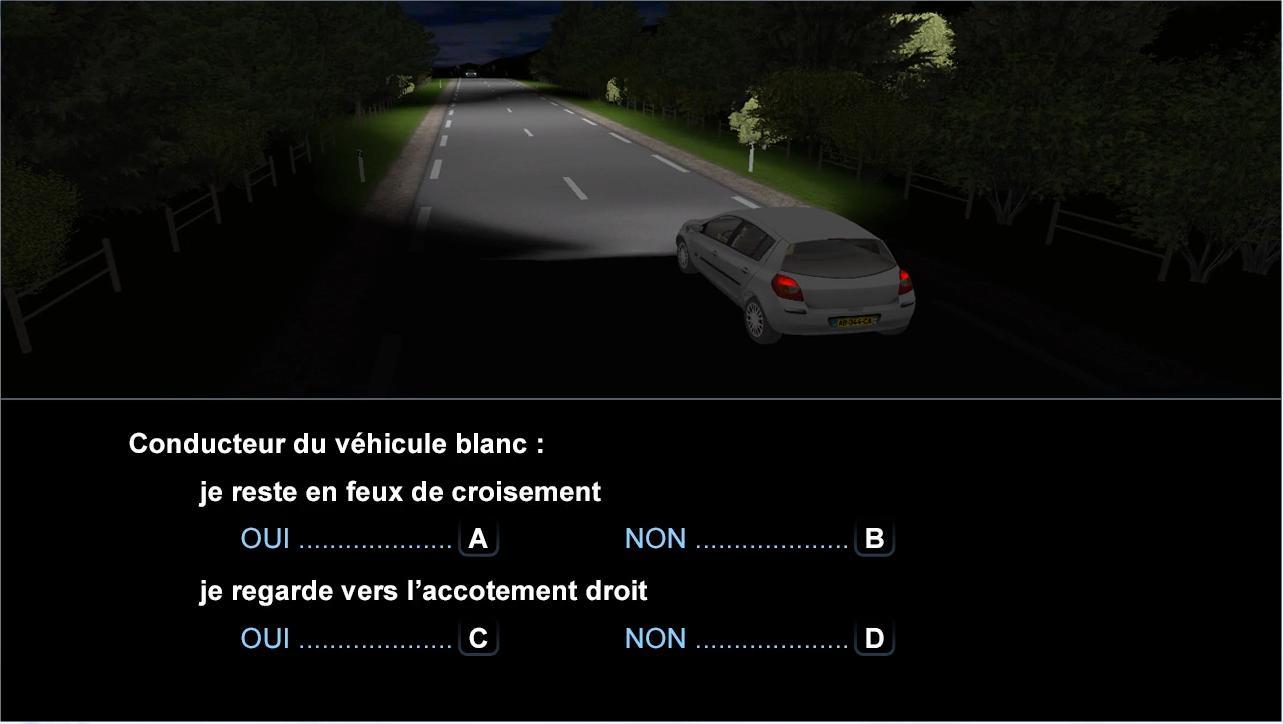 Conducteur du véhicule blanc :
je reste en feux de croisement
OUI .................... A NON .................... B
je regarde vers l’accotement droit
OUI .................... C NON .................... D